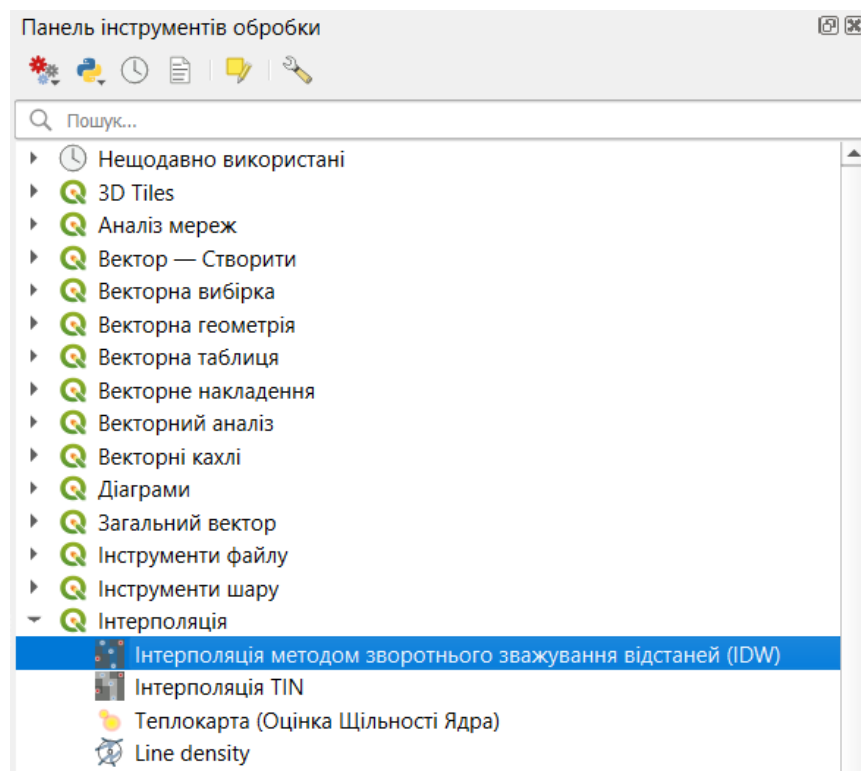 Панель інструментів обробки
Пошук...
Нещодавно використані
3D Tiles
Аналіз мереж
Вектор — Створити
Векторна вибірка
Векторна геометрія
Векторна таблиця
Векторне накладення
Векторний аналіз
Векторні кахлі
Діаграми
Загальний вектор
Інструменти файлу
Інструменти шару
Інтерполяція
Інтерполяція методом зворотнього зважування відстаней (IDW)
Інтерполяція TIN
Теплокарта (Оцінка Щільності Ядра)
Line density